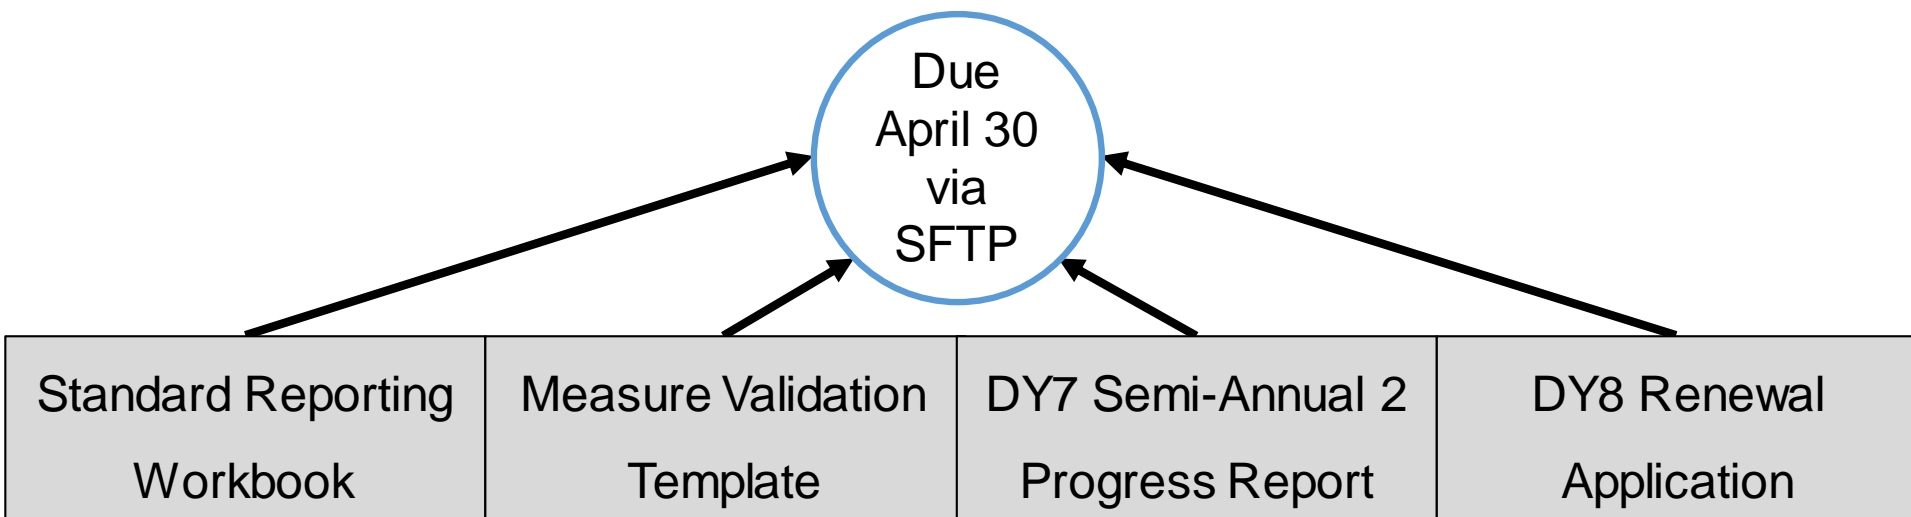 Due
April 30
via
SFTP
Standard Reporting
Workbook
Measure Validation
Template
DY7 Semi-Annual 2
Progress Report
DY8 Renewal
Application